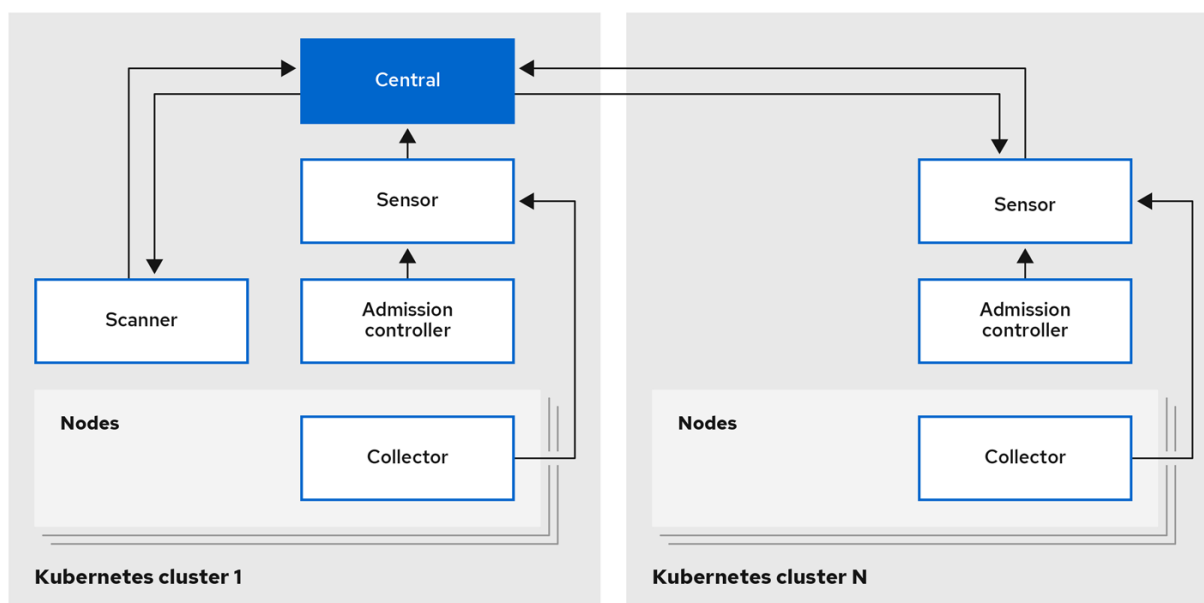 Central
Sensor
Scanner
Admission
controller
Nodes
Collector
Kubernetes cluster 1
Sensor
Admission
controller
Nodes
Collector
Kubernetes cluster N